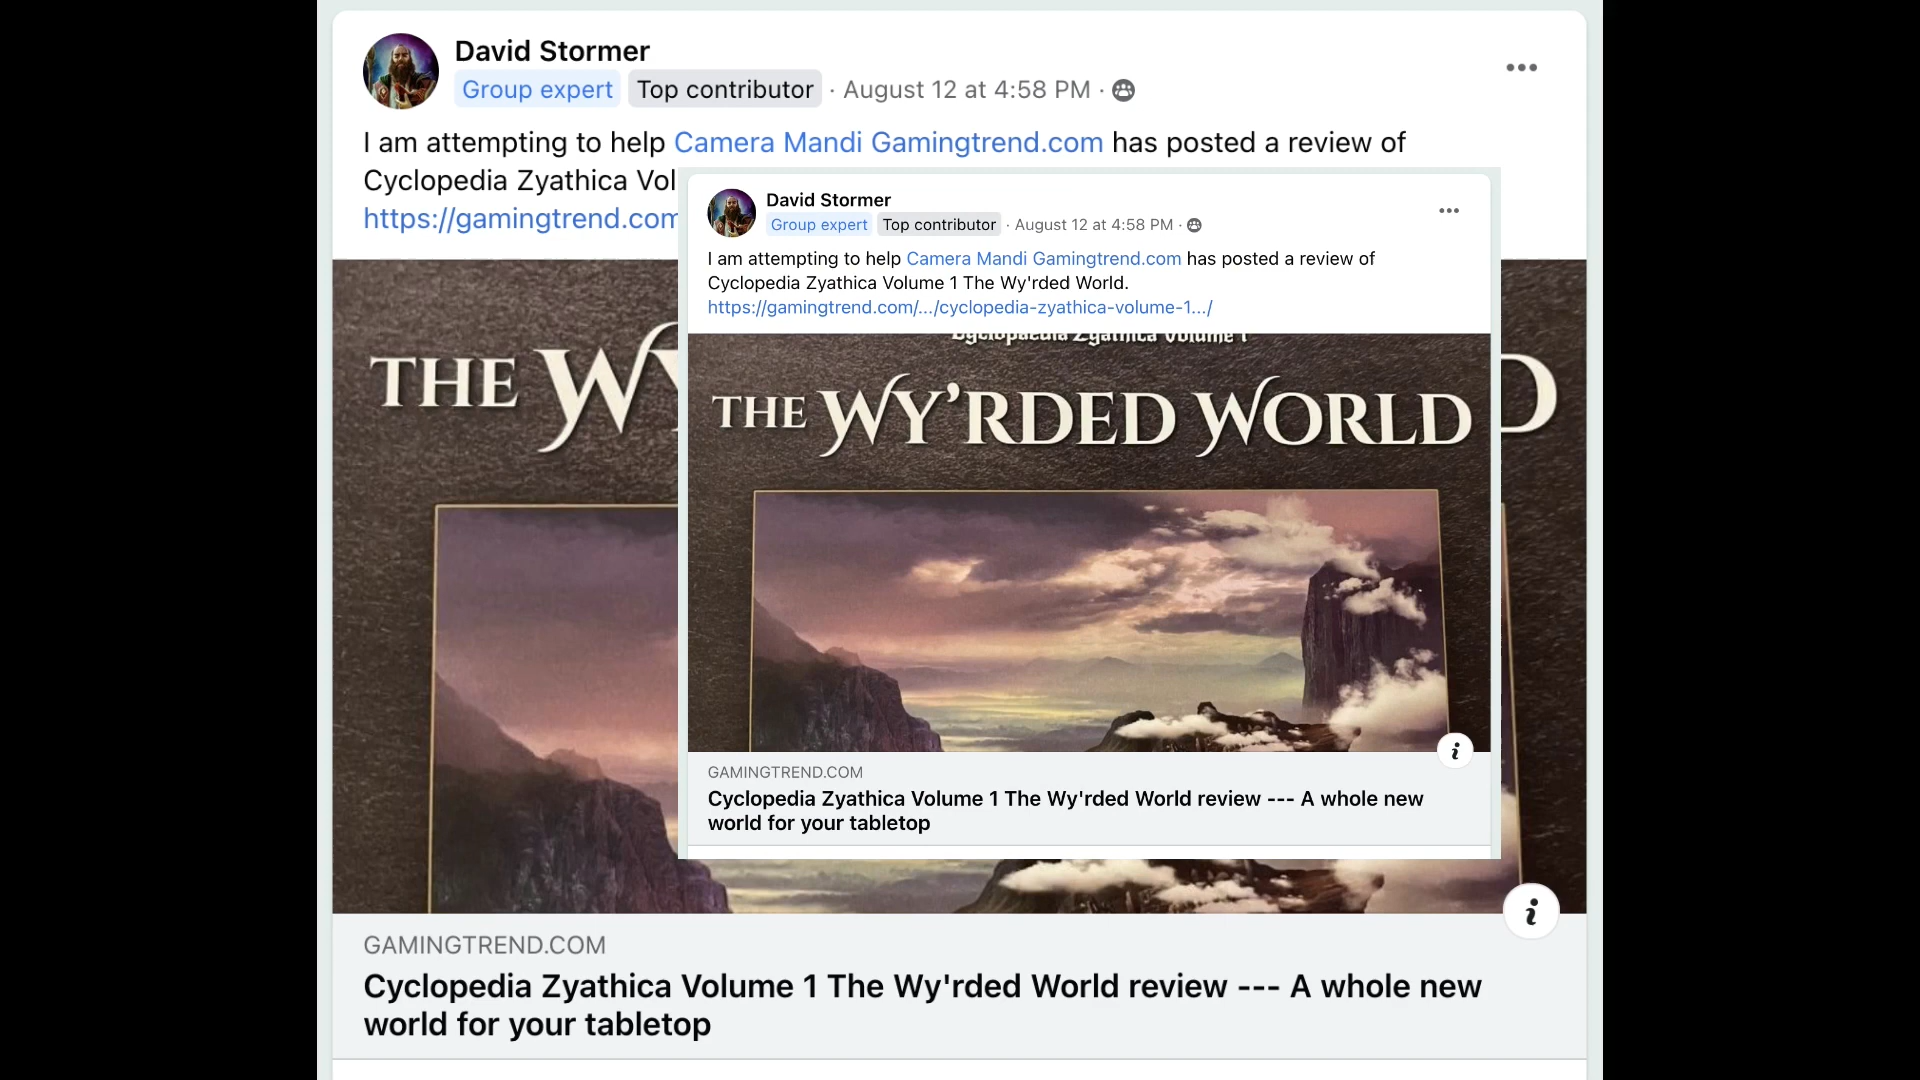 David Stormer
Group expert Top contributor · August 12 at 4:58 PM ·
I am attempting to help Camera Mandi Gamingtrend.com has posted a review of
Cyclopedia Zyathica Vol
https://gamingtrend.com
THE WY
D
David Stormer
Group expert Top contributor · August 12 at 4:58 PM ·
I am attempting to help Camera Mandi Gamingtrend.com has posted a review of
Cyclopedia Zyathica Volume 1 The Wy'rded World.
https://gamingtrend.com/.../cyclopedia-zyathica-volume-1.../
Cyclopaedia Zyathica Volume 1
THE WY'RDED WORLD
i
GAMINGTREND.COM
Cyclopedia Zyathica Volume 1 The Wy'rded World review --- A whole new
world for your tabletop
i
GAMINGTREND.COM
Cyclopedia Zyathica Volume 1 The Wy'rded World review --- A whole new
world for your tabletop